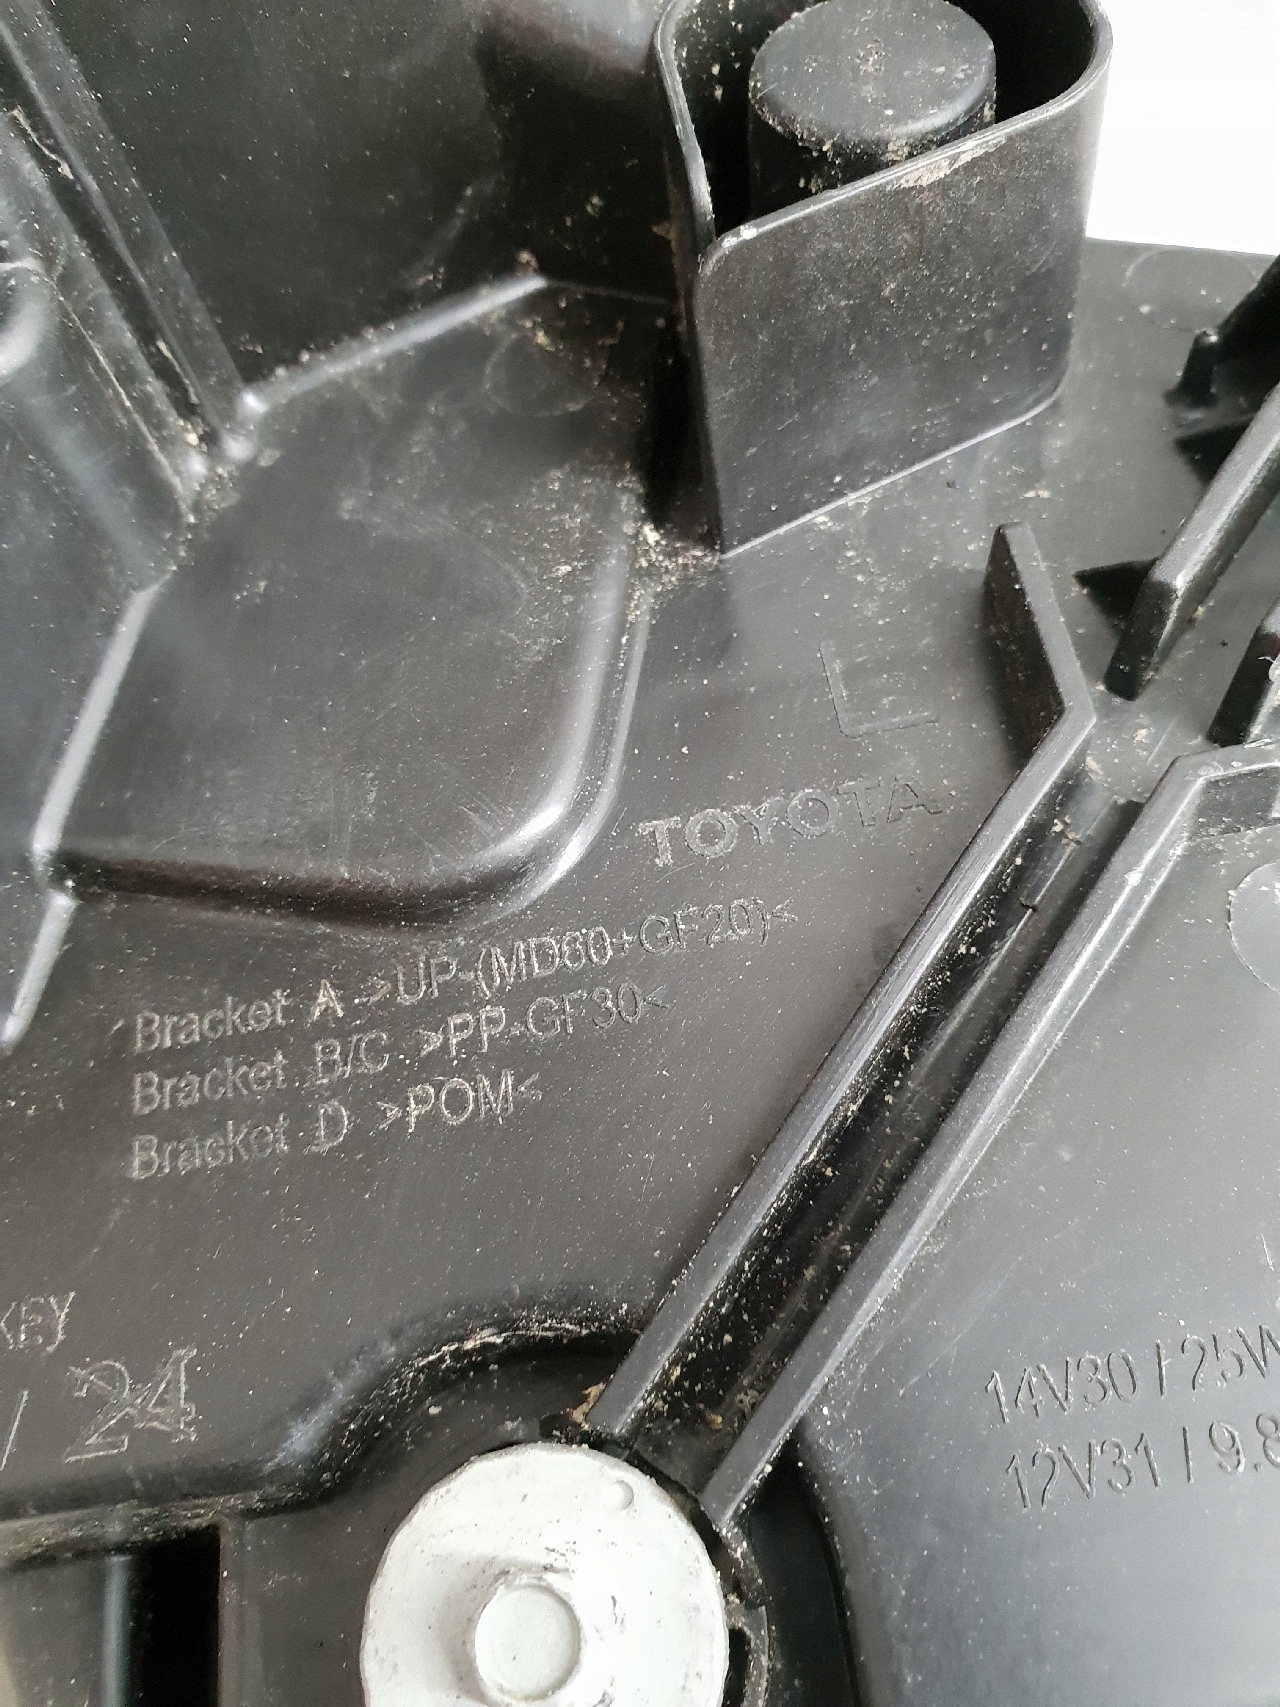 E
TOYOTA
Bracket A >UP-(MD60+GF20)<
Bracket B/C >PP-GF30<
Bracket D >POM<
KEY
/ 24
14V30 / 25W
12V31 / 9.8